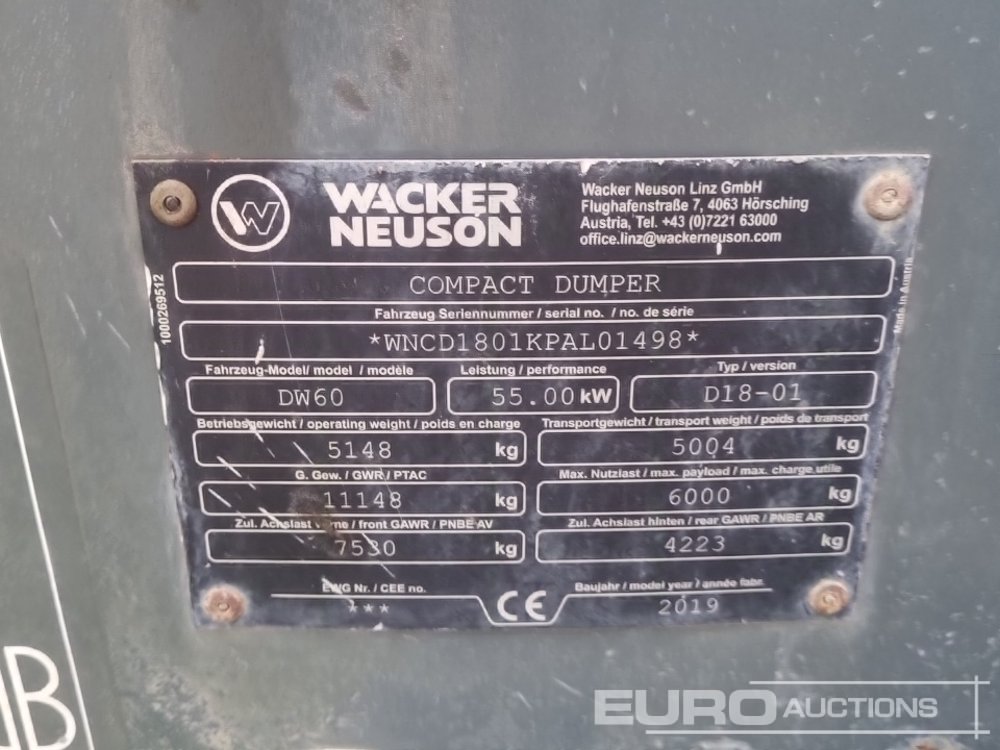 WACKER
NEUSON
Wacker Neuson Linz GmbH
Flughafenstraße 7, 4063 Hörsching
Austria, Tel. +43 (0)7221 63000
office.linz@wackerneuson.com
COMPACT DUMPER
1000269512
Made in Austria
Fahrzeug Seriennummer / serial no. / no. de série
*WNCD1801KPAL01498*
Fahrzeug-Model/ model / modèle
Leistung / performance
Typ / version
DW60
55.00 kW
D18-01
Betriebsgewicht / operating weight / poids en charge
Transportgewicht / transport weight / poids de transport
5148 kg
5004 kg
G. Gew. / GWR / PTAC
Max. Nutzlast / max. payload / max. charge utile
11148 kg
6000 kg
Zul. Achslast vorne / front GAWR / PNBE AV
Zul. Achslast hinten / rear GAWR / PNBE AR
7530 kg
4223 kg
EWG Nr. / CEE no.
Baujahr / model year / année fabr.
***
CE
2019
B
EURO AUCTIONS